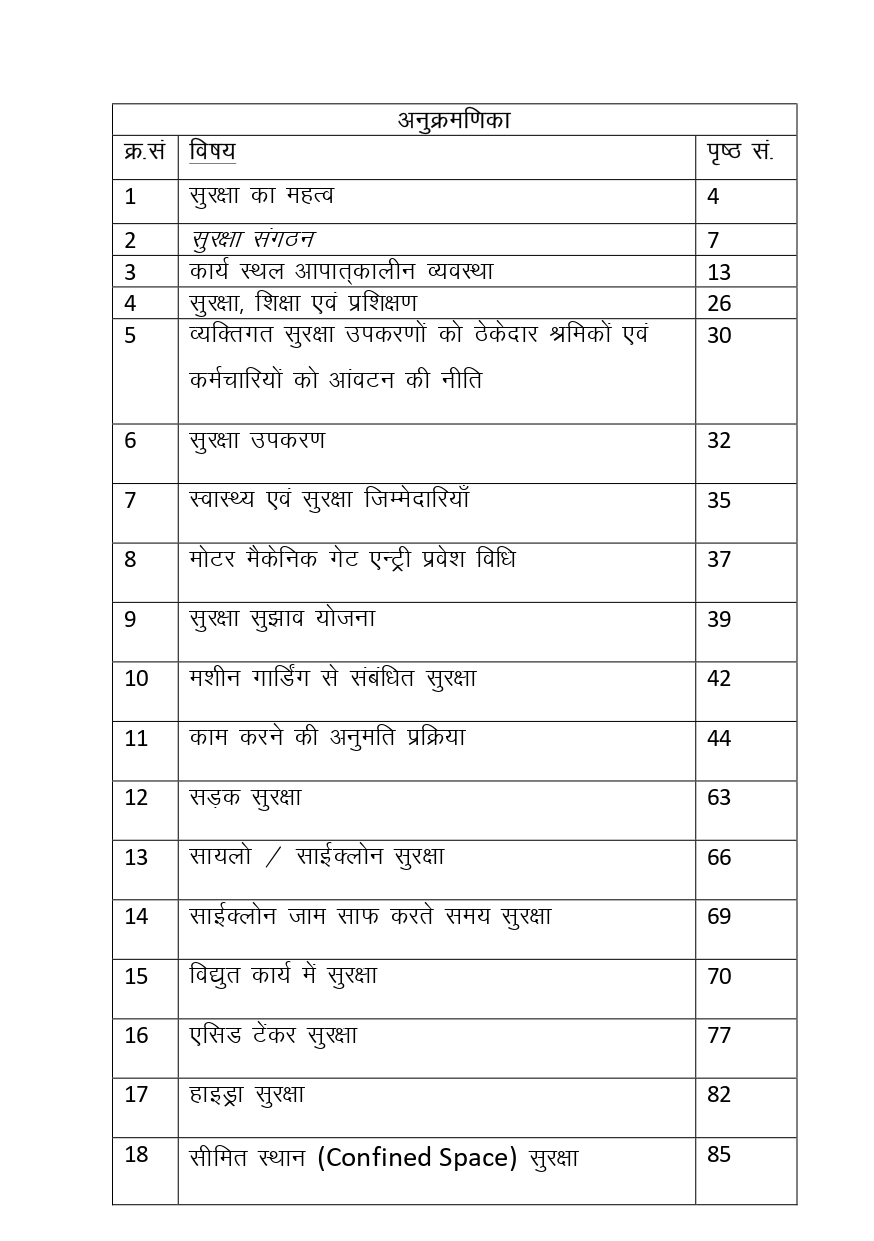 अनुक्रमणिका
क्र.सं विषय पृष्ठ सं.
1 सुरक्षा का महत्व 4
2 सुरक्षा संगठन 7
3 कार्य स्थल आपात्कालीन व्यवस्था 13
4 सुरक्षा, शिक्षा एवं प्रशिक्षण 26
5 व्यक्तिगत सुरक्षा उपकरणों को ठेकेदार श्रमिकों एवं 30
कर्मचारियों को आंवटन की नीति
6 सुरक्षा उपकरण 32
7 स्वास्थ्य एवं सुरक्षा जिम्मेदारियाँ 35
8 मोटर मैकेनिक गेट एन्ट्री प्रवेश विधि 37
9 सुरक्षा सुझाव योजना 39
10 मशीन गार्डिंग से संबंधित सुरक्षा 42
11 काम करने की अनुमति प्रक्रिया 44
12 सड़क सुरक्षा 63
13 सायलो / साईक्लोन सुरक्षा 66
14 साईक्लोन जाम साफ करते समय सुरक्षा 69
15 विद्युत कार्य में सुरक्षा 70
16 एसिड टेंकर सुरक्षा 77
17 हाइड्रा सुरक्षा 82
18 सीमित स्थान (Confined Space) सुरक्षा 85